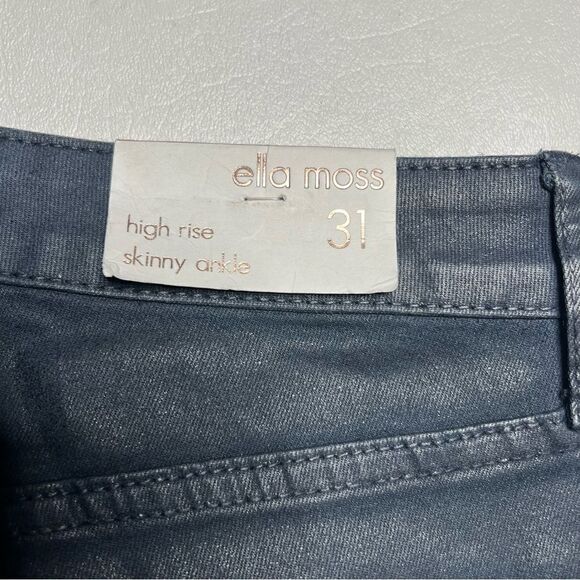 ella moss
high rise 31
skinny ankle